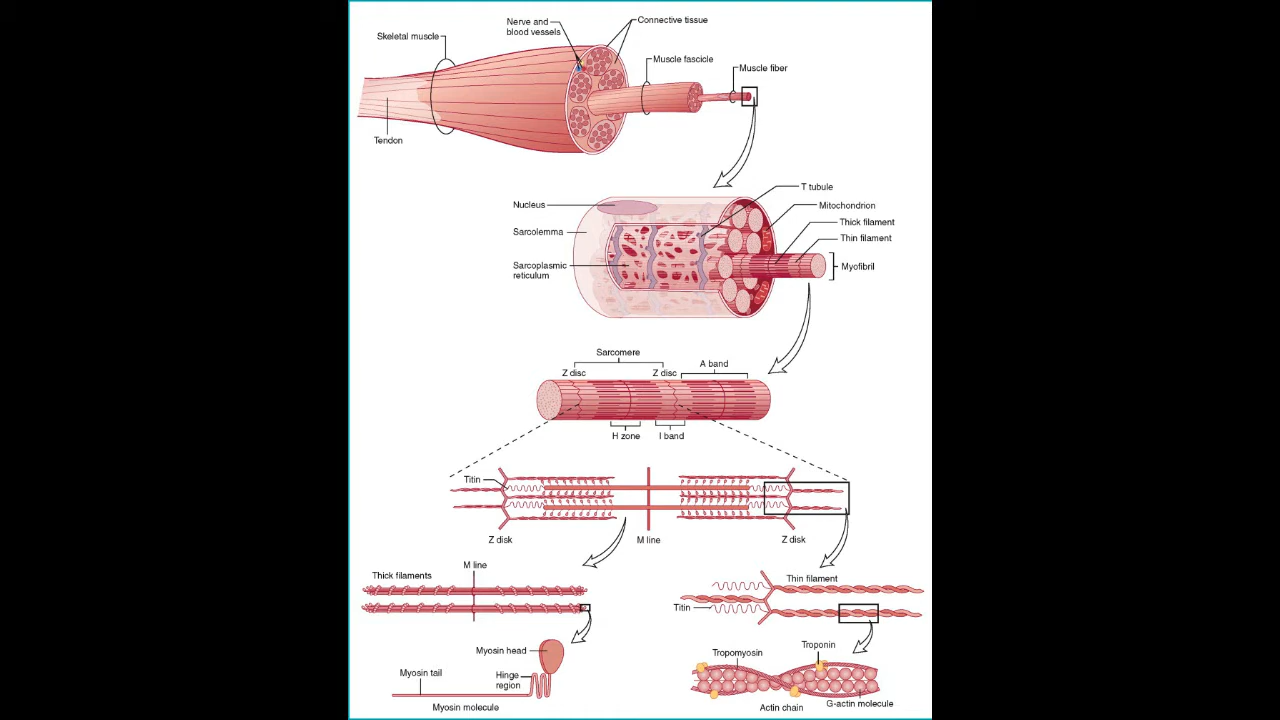 Nerve and
blood vessels
Connective tissue
Skeletal muscle
Muscle fascicle
Muscle fiber
Tendon
T tubule
Nucleus
Mitochondrion
Thick filament
Sarcolemma
Thin filament
Sarcoplasmic
reticulum
Myofibril
Sarcomere
Z disc
Z disc
A band
H zone
I band
Titin
Z disk
M line
Z disk
M line
Thick filaments
Thin filament
Titin
Myosin head
Tropomyosin
Troponin
Myosin tail
Hinge
region
Myosin molecule
Actin chain
G-actin molecule